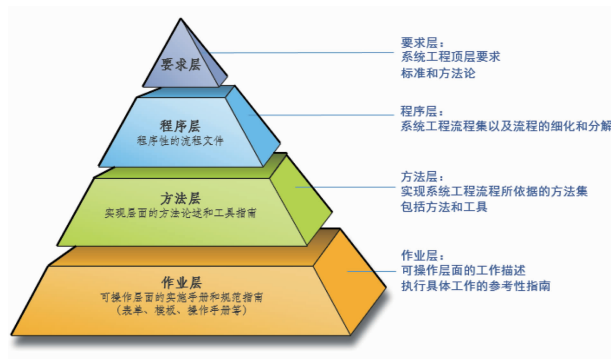 要求层
要求层：
系统工程顶层要求
标准和方法论
程序层
程序性的流程文件
程序层：
系统工程流程集以及流程的细化和分解
方法层
实现层面的方法论述和工具指南
方法层：
实现系统工程流程所依据的方法集
包括方法和工具
作业层
可操作层面的实施手册和规范指南
（表单、模板、操作手册等）
作业层：
可操作层面的工作描述
执行具体工作的参考性指南